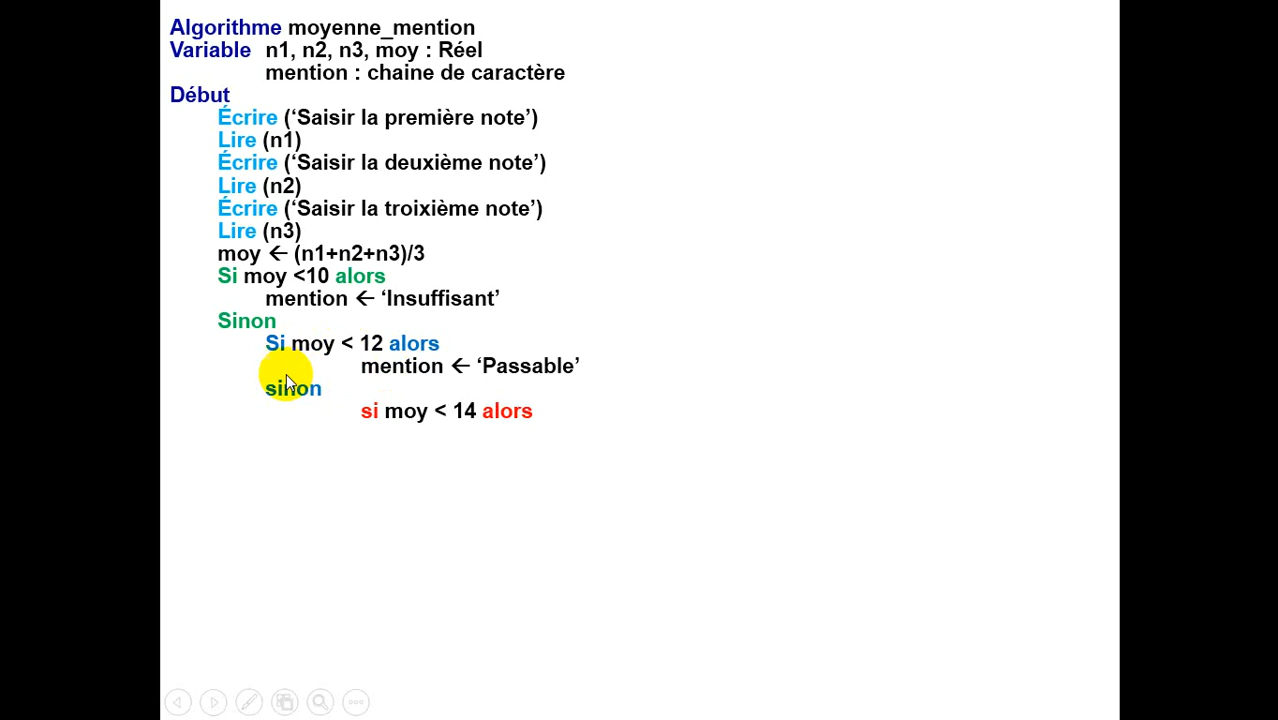 Algorithme moyenne_mention
Variable n1, n2, n3, moy : Réel
mention : chaine de caractère
Début
Écrire (‘Saisir la première note’)
Lire (n1)
Écrire (‘Saisir la deuxième note’)
Lire (n2)
Écrire (‘Saisir la troixième note’)
Lire (n3)
moy ← (n1+n2+n3)/3
Si moy <10 alors
mention ← ‘Insuffisant’
Sinon
Si moy < 12 alors
mention ← ‘Passable’
sinon
si moy < 14 alors